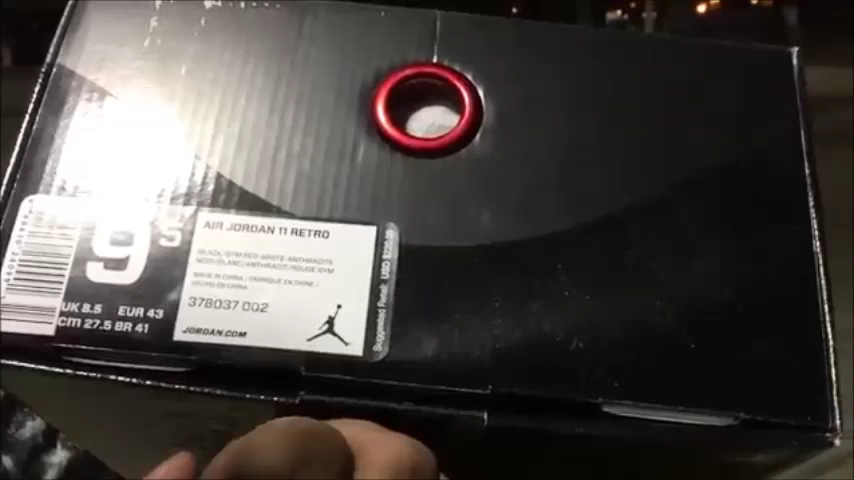 9.5
UK 8.5 EUR 43
cm 27.5 BR 41
AIR JORDAN 11 RETRO
BLACK/GYM RED-WHITE-ANTHRACITE
NOIR/BLANC/ANTHRACIT/ROUGE GYM
MADE IN CHINA / FABRIQUE EN CHINE /
HECHO EN CHINA
378037 002
JORDAN.COM
Suggested Retail: USD $220.00